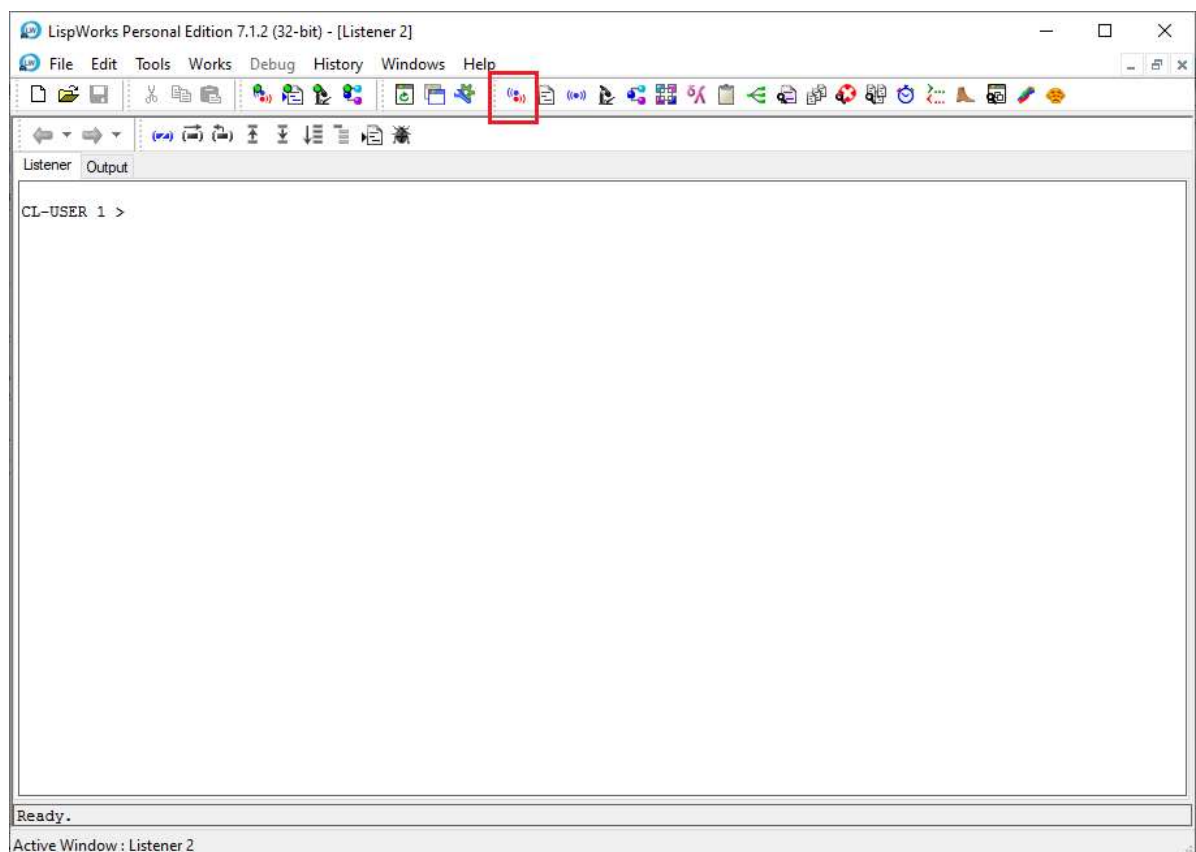 LispWorks Personal Edition 7.1.2 (32-bit) - [Listener 2]
File Edit Tools Works Debug History Windows Help
Listener Output
CL-USER 1 >
Ready.
Active Window : Listener 2